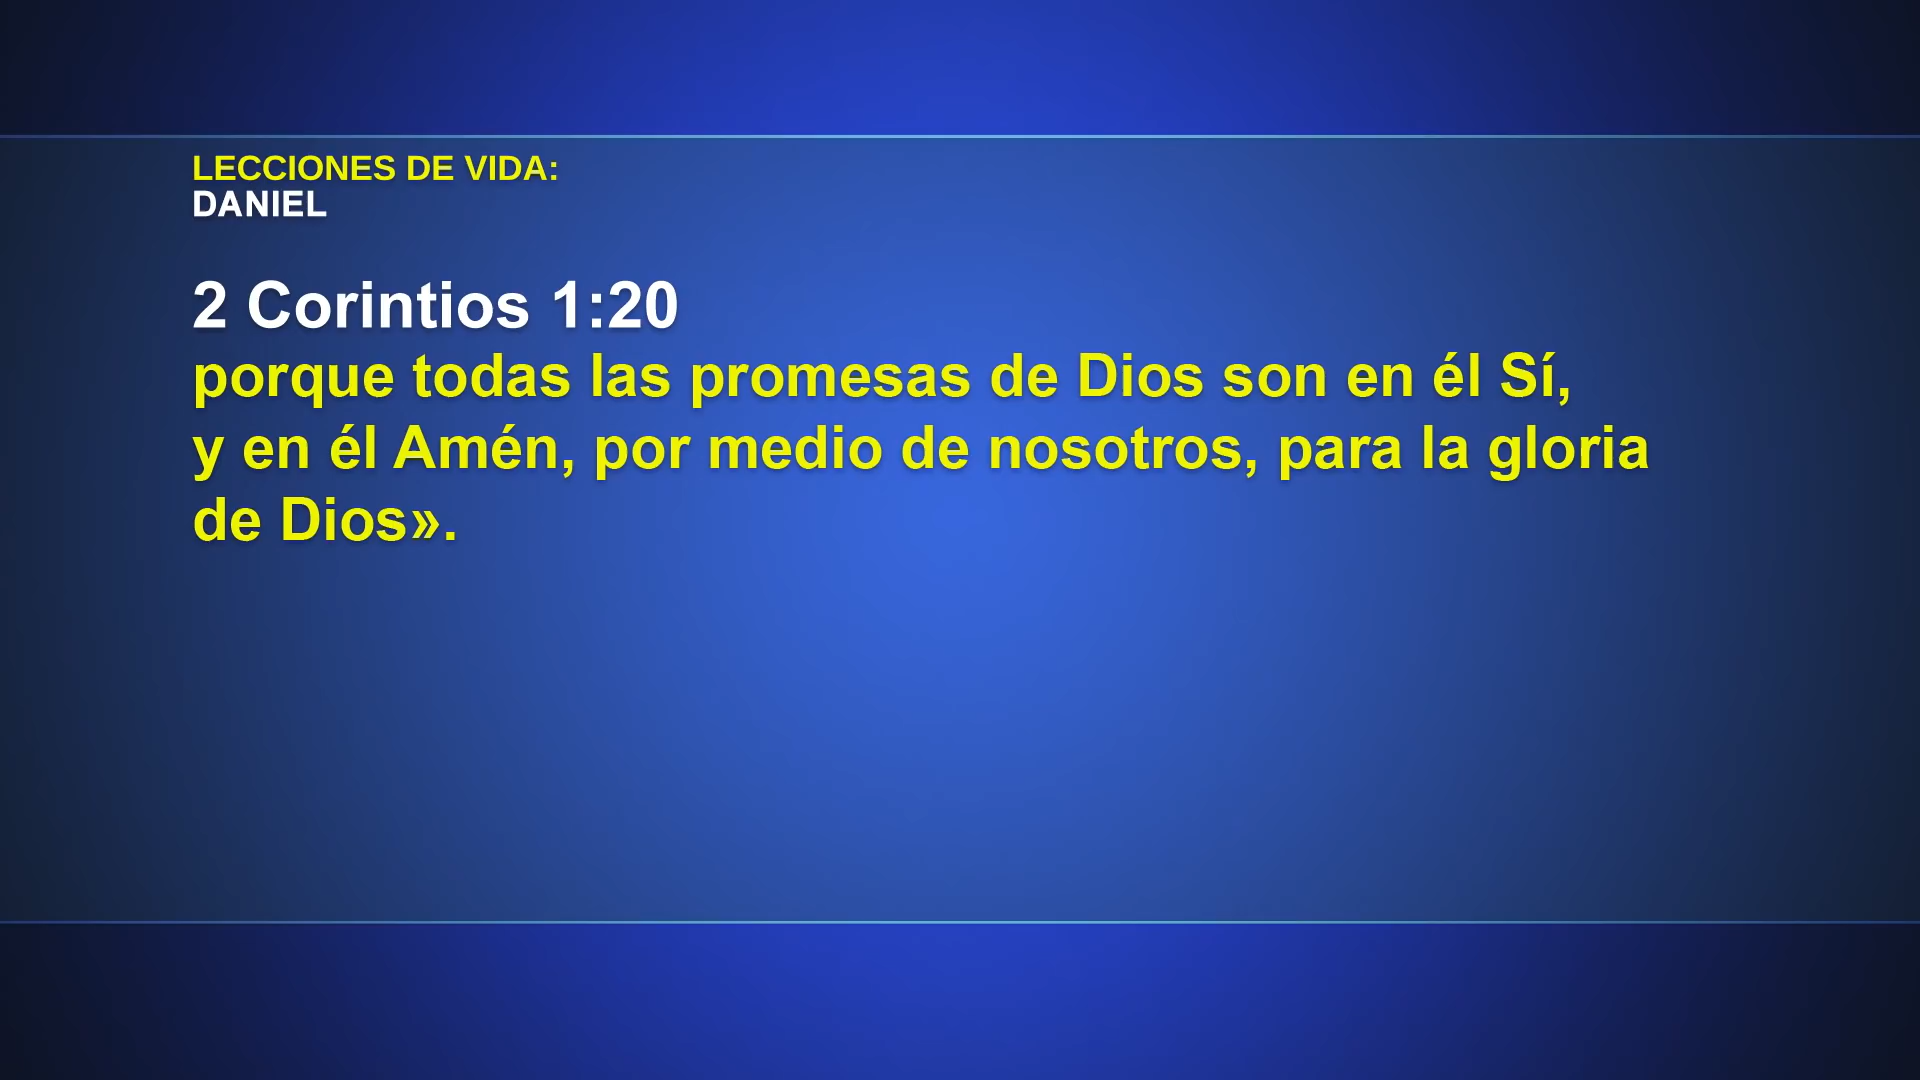 LECCIONES DE VIDA:
DANIEL
2 Corintios 1:20
porque todas las promesas de Dios son en él Sí,
y en él Amén, por medio de nosotros, para la gloria
de Dios».